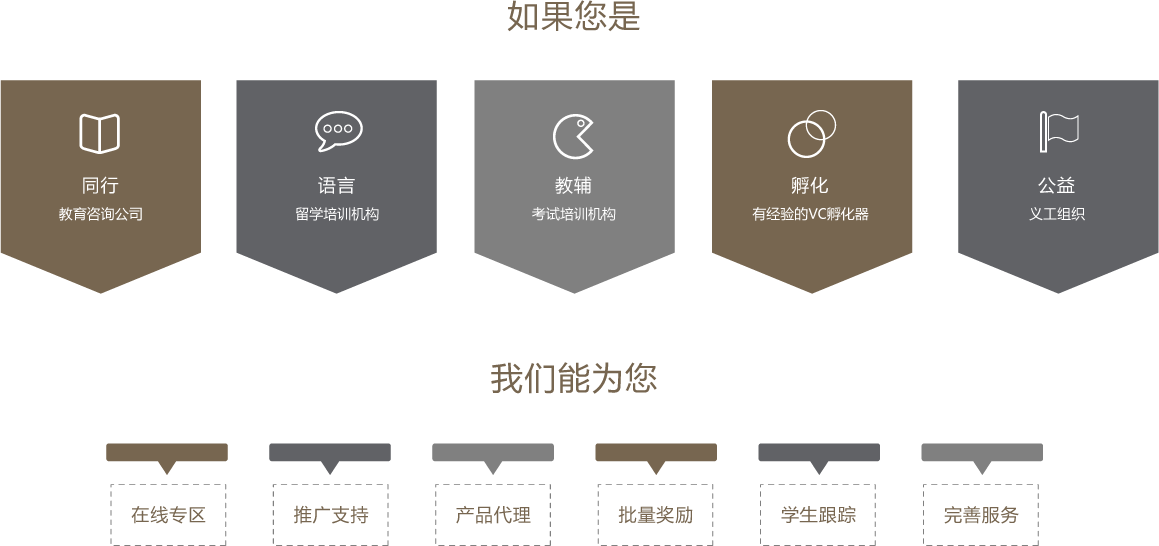 如果您是
同行
教育咨询公司
语言
留学培训机构
教辅
考试培训机构
孵化
有经验的VC孵化器
公益
义工组织
我们能为您
在线专区
推广支持
产品代理
批量奖励
学生跟踪
完善服务